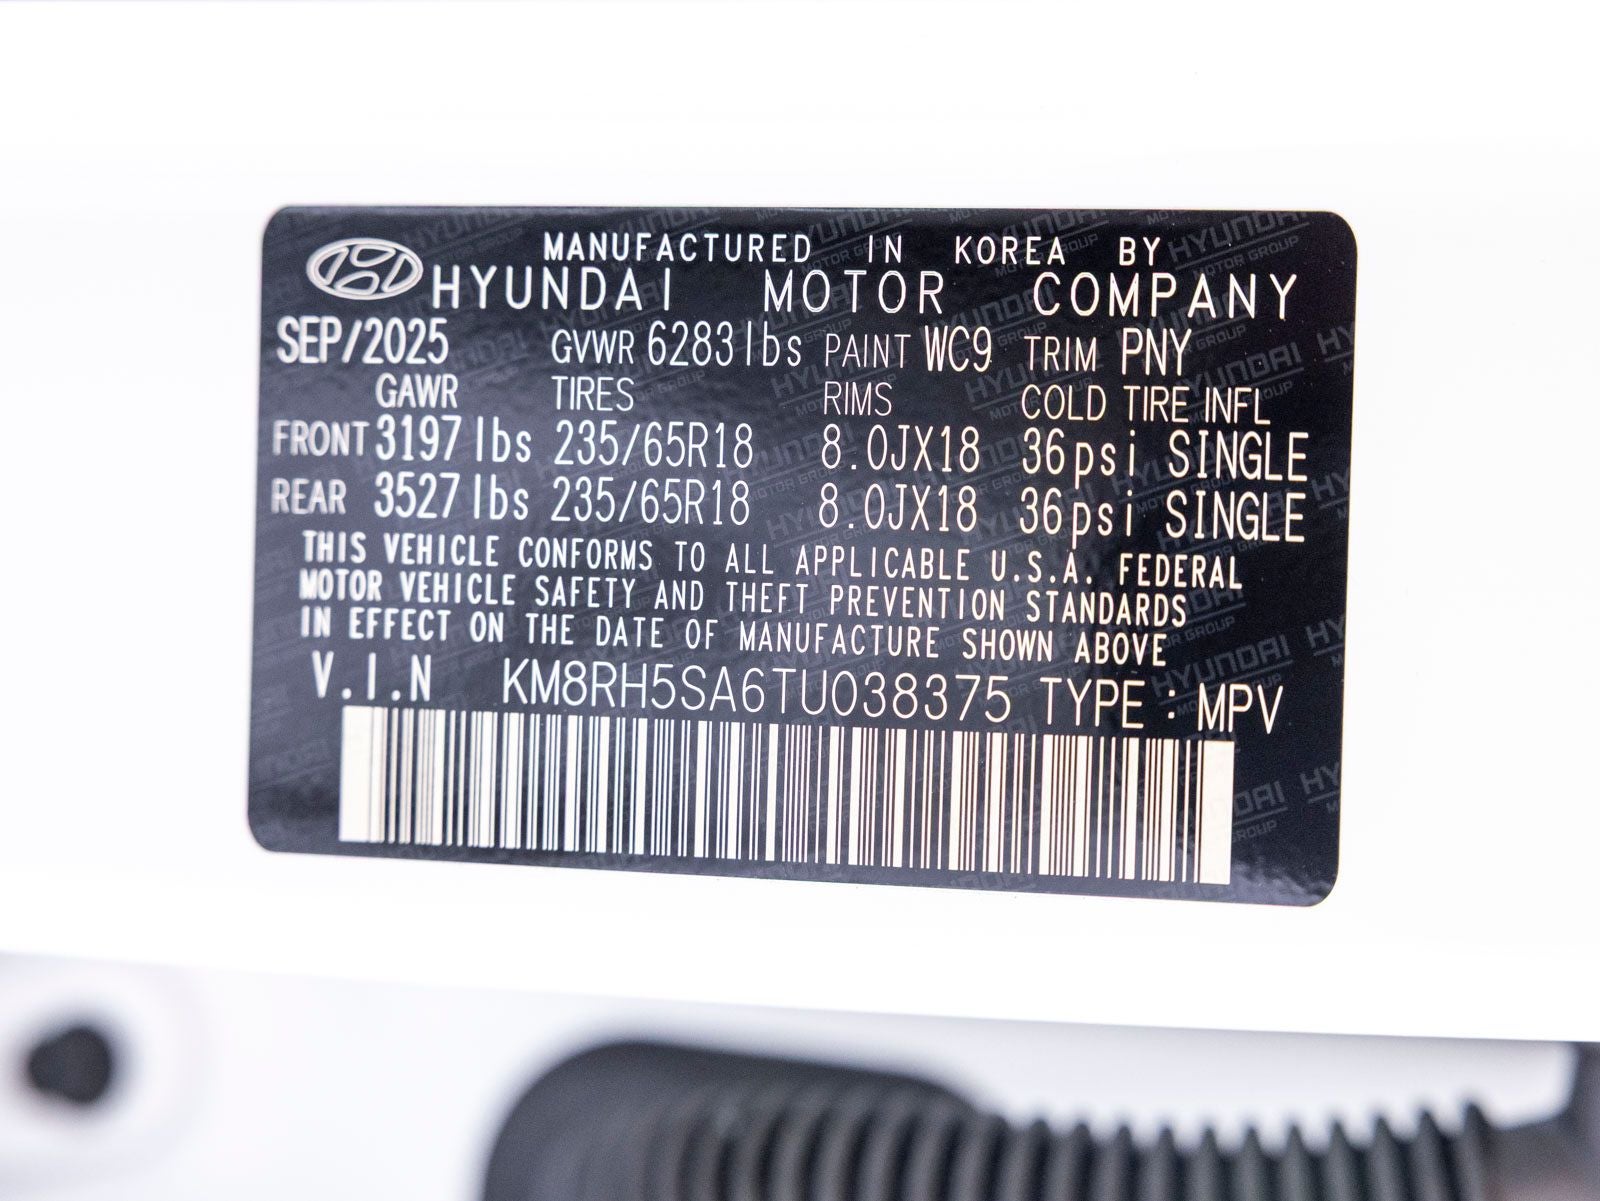 MANUFACTURED IN KOREA BY
HYUNDAI MOTOR COMPANY
SEP/2025 GVWR 6283 lbs PAINT WC9 TRIM PNY
GAWR TIRES RIMS COLD TIRE INFL
FRONT 3197 lbs 235/65R18 8.0JX18 36psi SINGLE
REAR 3527 lbs 235/65R18 8.0JX18 36psi SINGLE
THIS VEHICLE CONFORMS TO ALL APPLICABLE U.S.A. FEDERAL
MOTOR VEHICLE SAFETY AND THEFT PREVENTION STANDARDS
IN EFFECT ON THE DATE OF MANUFACTURE SHOWN ABOVE
V.I.N KM8RH5SA6TU038375 TYPE : MPV